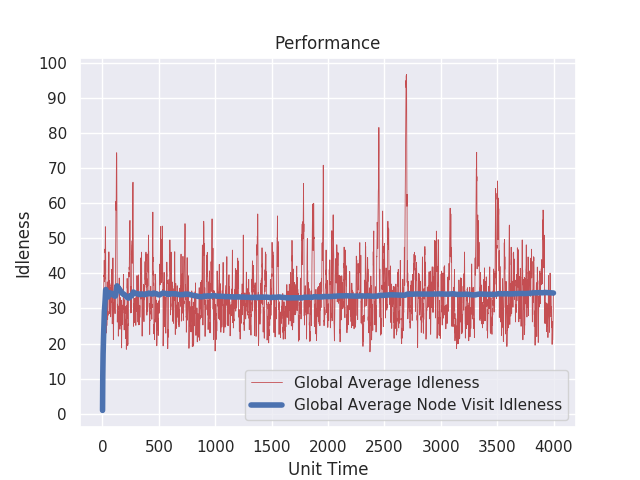 Performance
100
90
80
70
60
50
40
30
20
10
0
Idleness
Global Average Idleness
Global Average Node Visit Idleness
0 500 1000 1500 2000 2500 3000 3500 4000
Unit Time